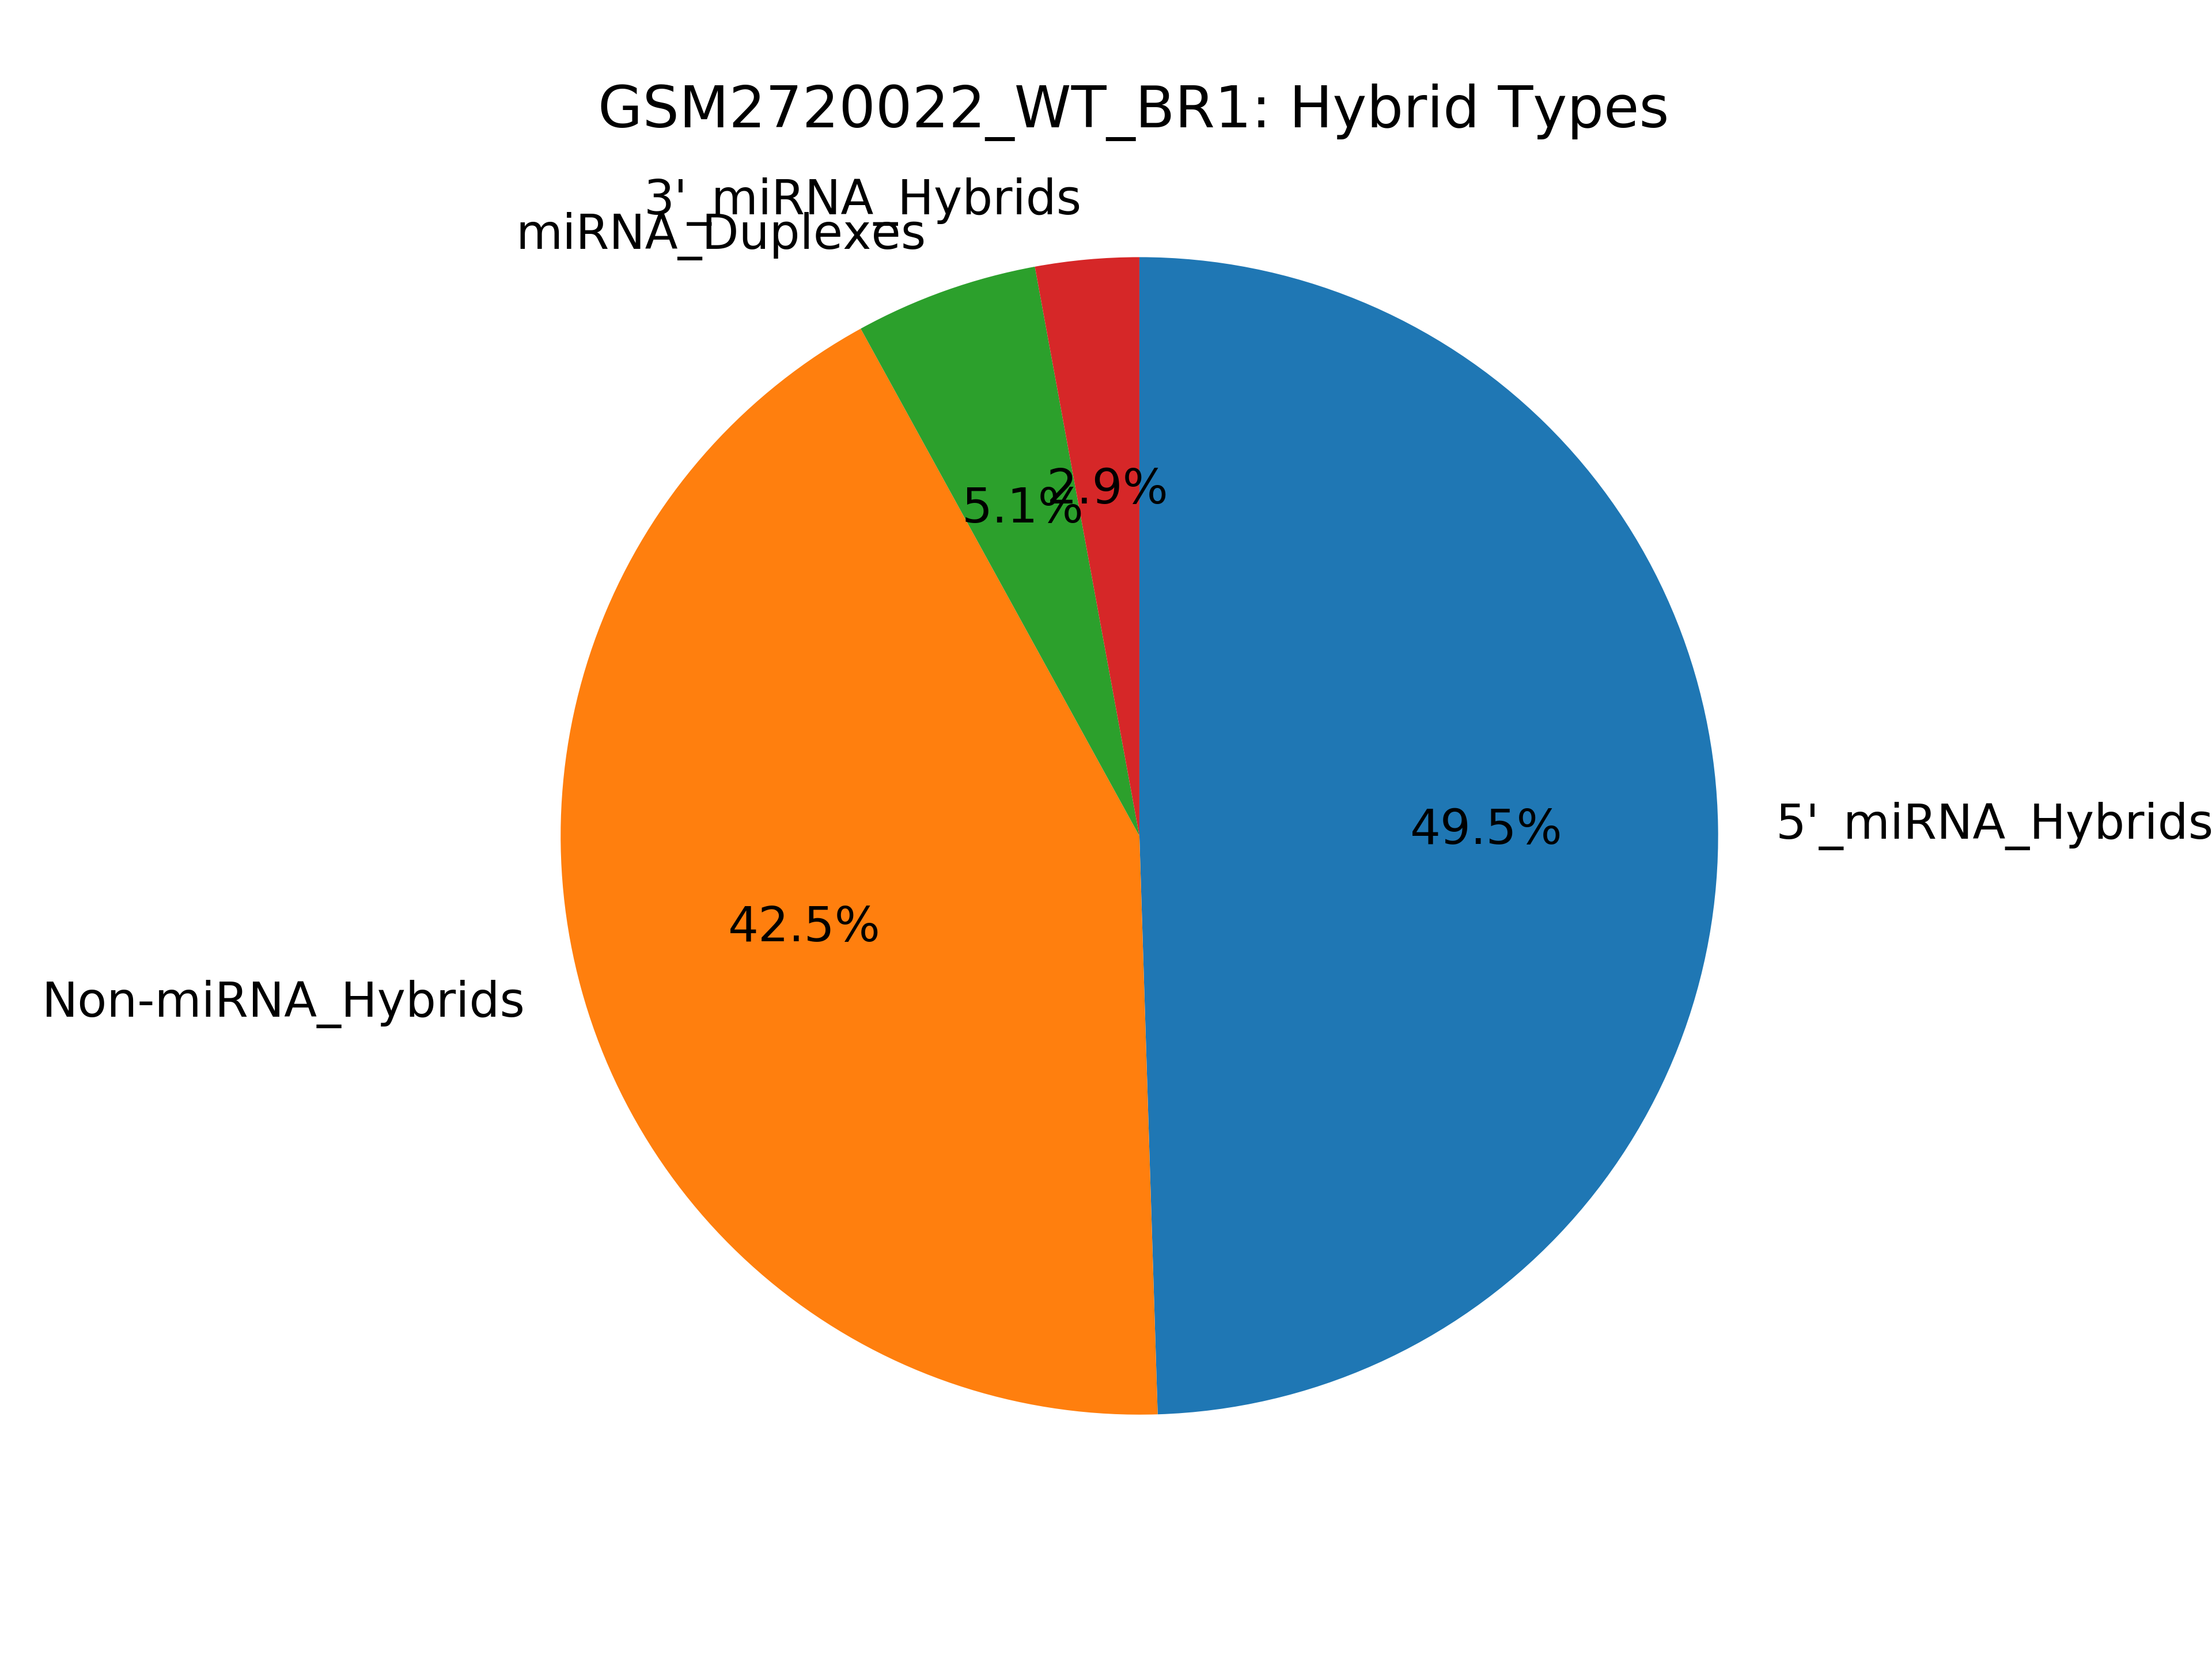 GSM2720022_WT_BR1: Hybrid Types
3'_miRNA_Hybrids
miRNA_Duplexes
2.9%
5.1%
49.5%
5'_miRNA_Hybrids
42.5%
Non-miRNA_Hybrids